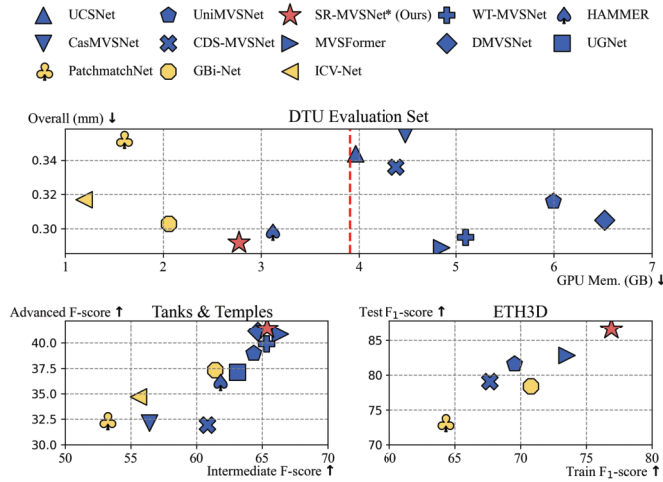 UCSNet UniMVSNet SR-MVSNet* (Ours) WT-MVSNet HAMMER
CasMVSNet CDS-MVSNet MVSFormer DMVSNet UGNet
PatchmatchNet GBi-Net ICV-Net
Overall (mm) ↓ DTU Evaluation Set
0.34
0.32
0.30
1 2 3 4 5 6 7
GPU Mem. (GB) ↓
Advanced F-score ↑ Tanks & Temples
40.0
37.5
35.0
32.5
30.0
50 55 60 65 70
Intermediate F-score ↑
Test F₁-score ↑ ETH3D
85
80
75
70
60 65 70 75 80
Train F₁-score ↑